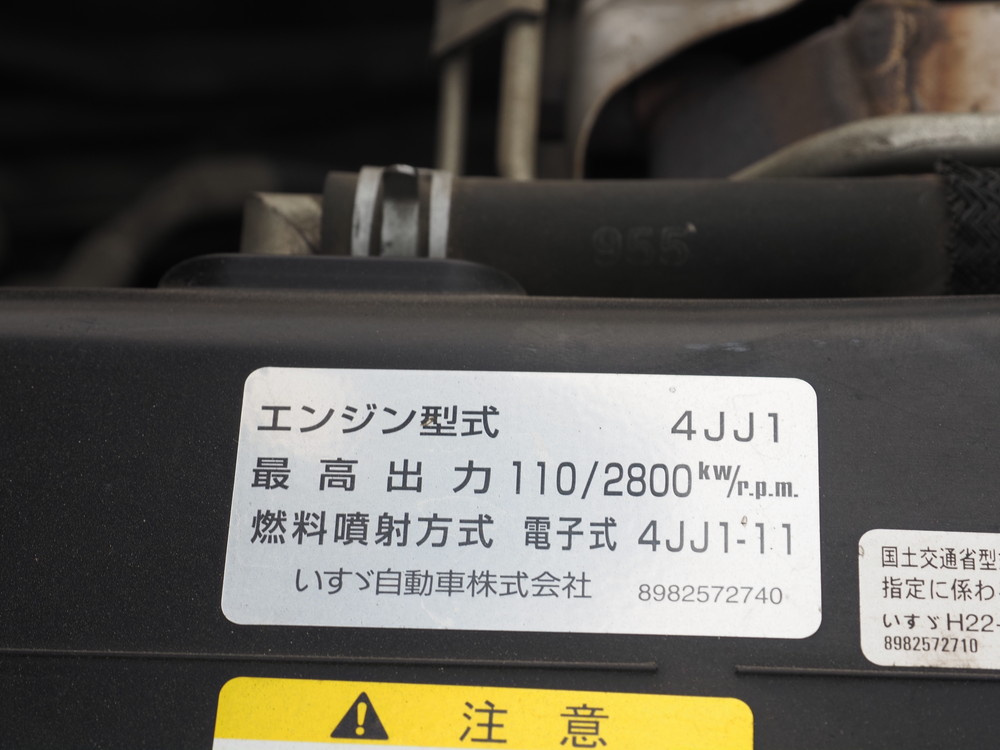 955
エンジン型式 4JJ1
最高出力 110/2800kw/r.p.m.
燃料噴射方式 電子式 4JJ1-11
いすゞ自動車株式会社 8982572740
国土交通省型
指定に係わ
いすゞH22-
8982572710
注意